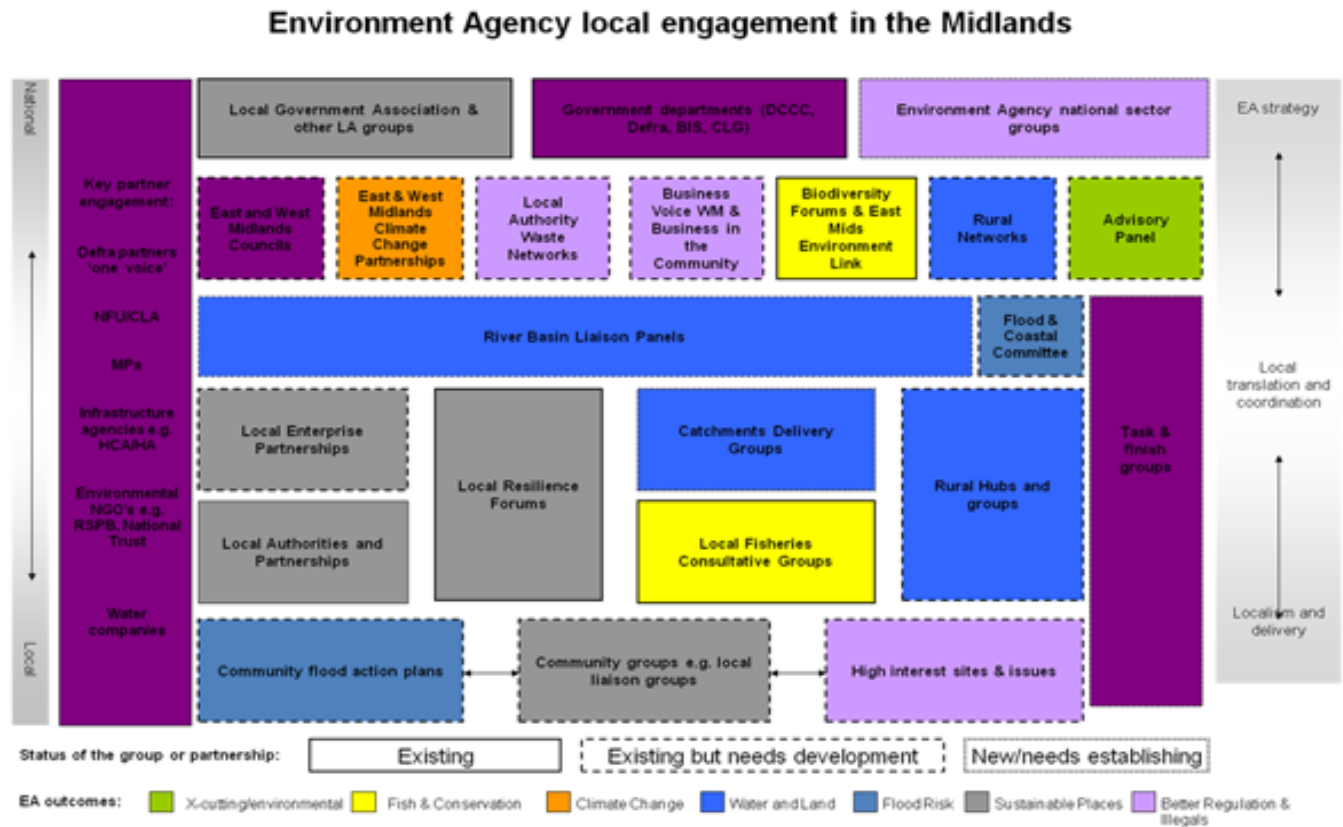 Environment Agency local engagement in the Midlands
National
Local
Key partner
engagement:
Defra partners
'one voice'
NFU/CLA
MPs
Infrastructure
agencies e.g.
HCA/HA
Environmental
NGO's e.g.
RSPB, National
Trust
Water
companies
Local Government Association &
other LA groups
Government departments (DCCC,
Defra, BIS, CLG)
Environment Agency national sector
groups
East and West
Midlands
Councils
East & West
Midlands
Climate
Change
Partnerships
Local
Authority
Waste
Networks
Business
Voice WM &
Business in
the
Community
Biodiversity
Forums & East
Mids
Environment
Link
Rural
Networks
Advisory
Panel
River Basin Liaison Panels
Flood &
Coastal
Committee
Task &
finish
groups
Local Enterprise
Partnerships
Local Resilience
Forums
Catchments Delivery
Groups
Rural Hubs and
groups
Local Authorities and
Partnerships
Local Fisheries
Consultative Groups
Community flood action plans
Community groups e.g. local
liaison groups
High interest sites & issues
EA strategy
Local
translation and
coordination
Localism and
delivery
Status of the group or partnership:
Existing
Existing but needs development
New/needs establishing
EA outcomes:
X-cutting/environmental
Fish & Conservation
Climate Change
Water and Land
Flood Risk
Sustainable Places
Better Regulation &
Illegals